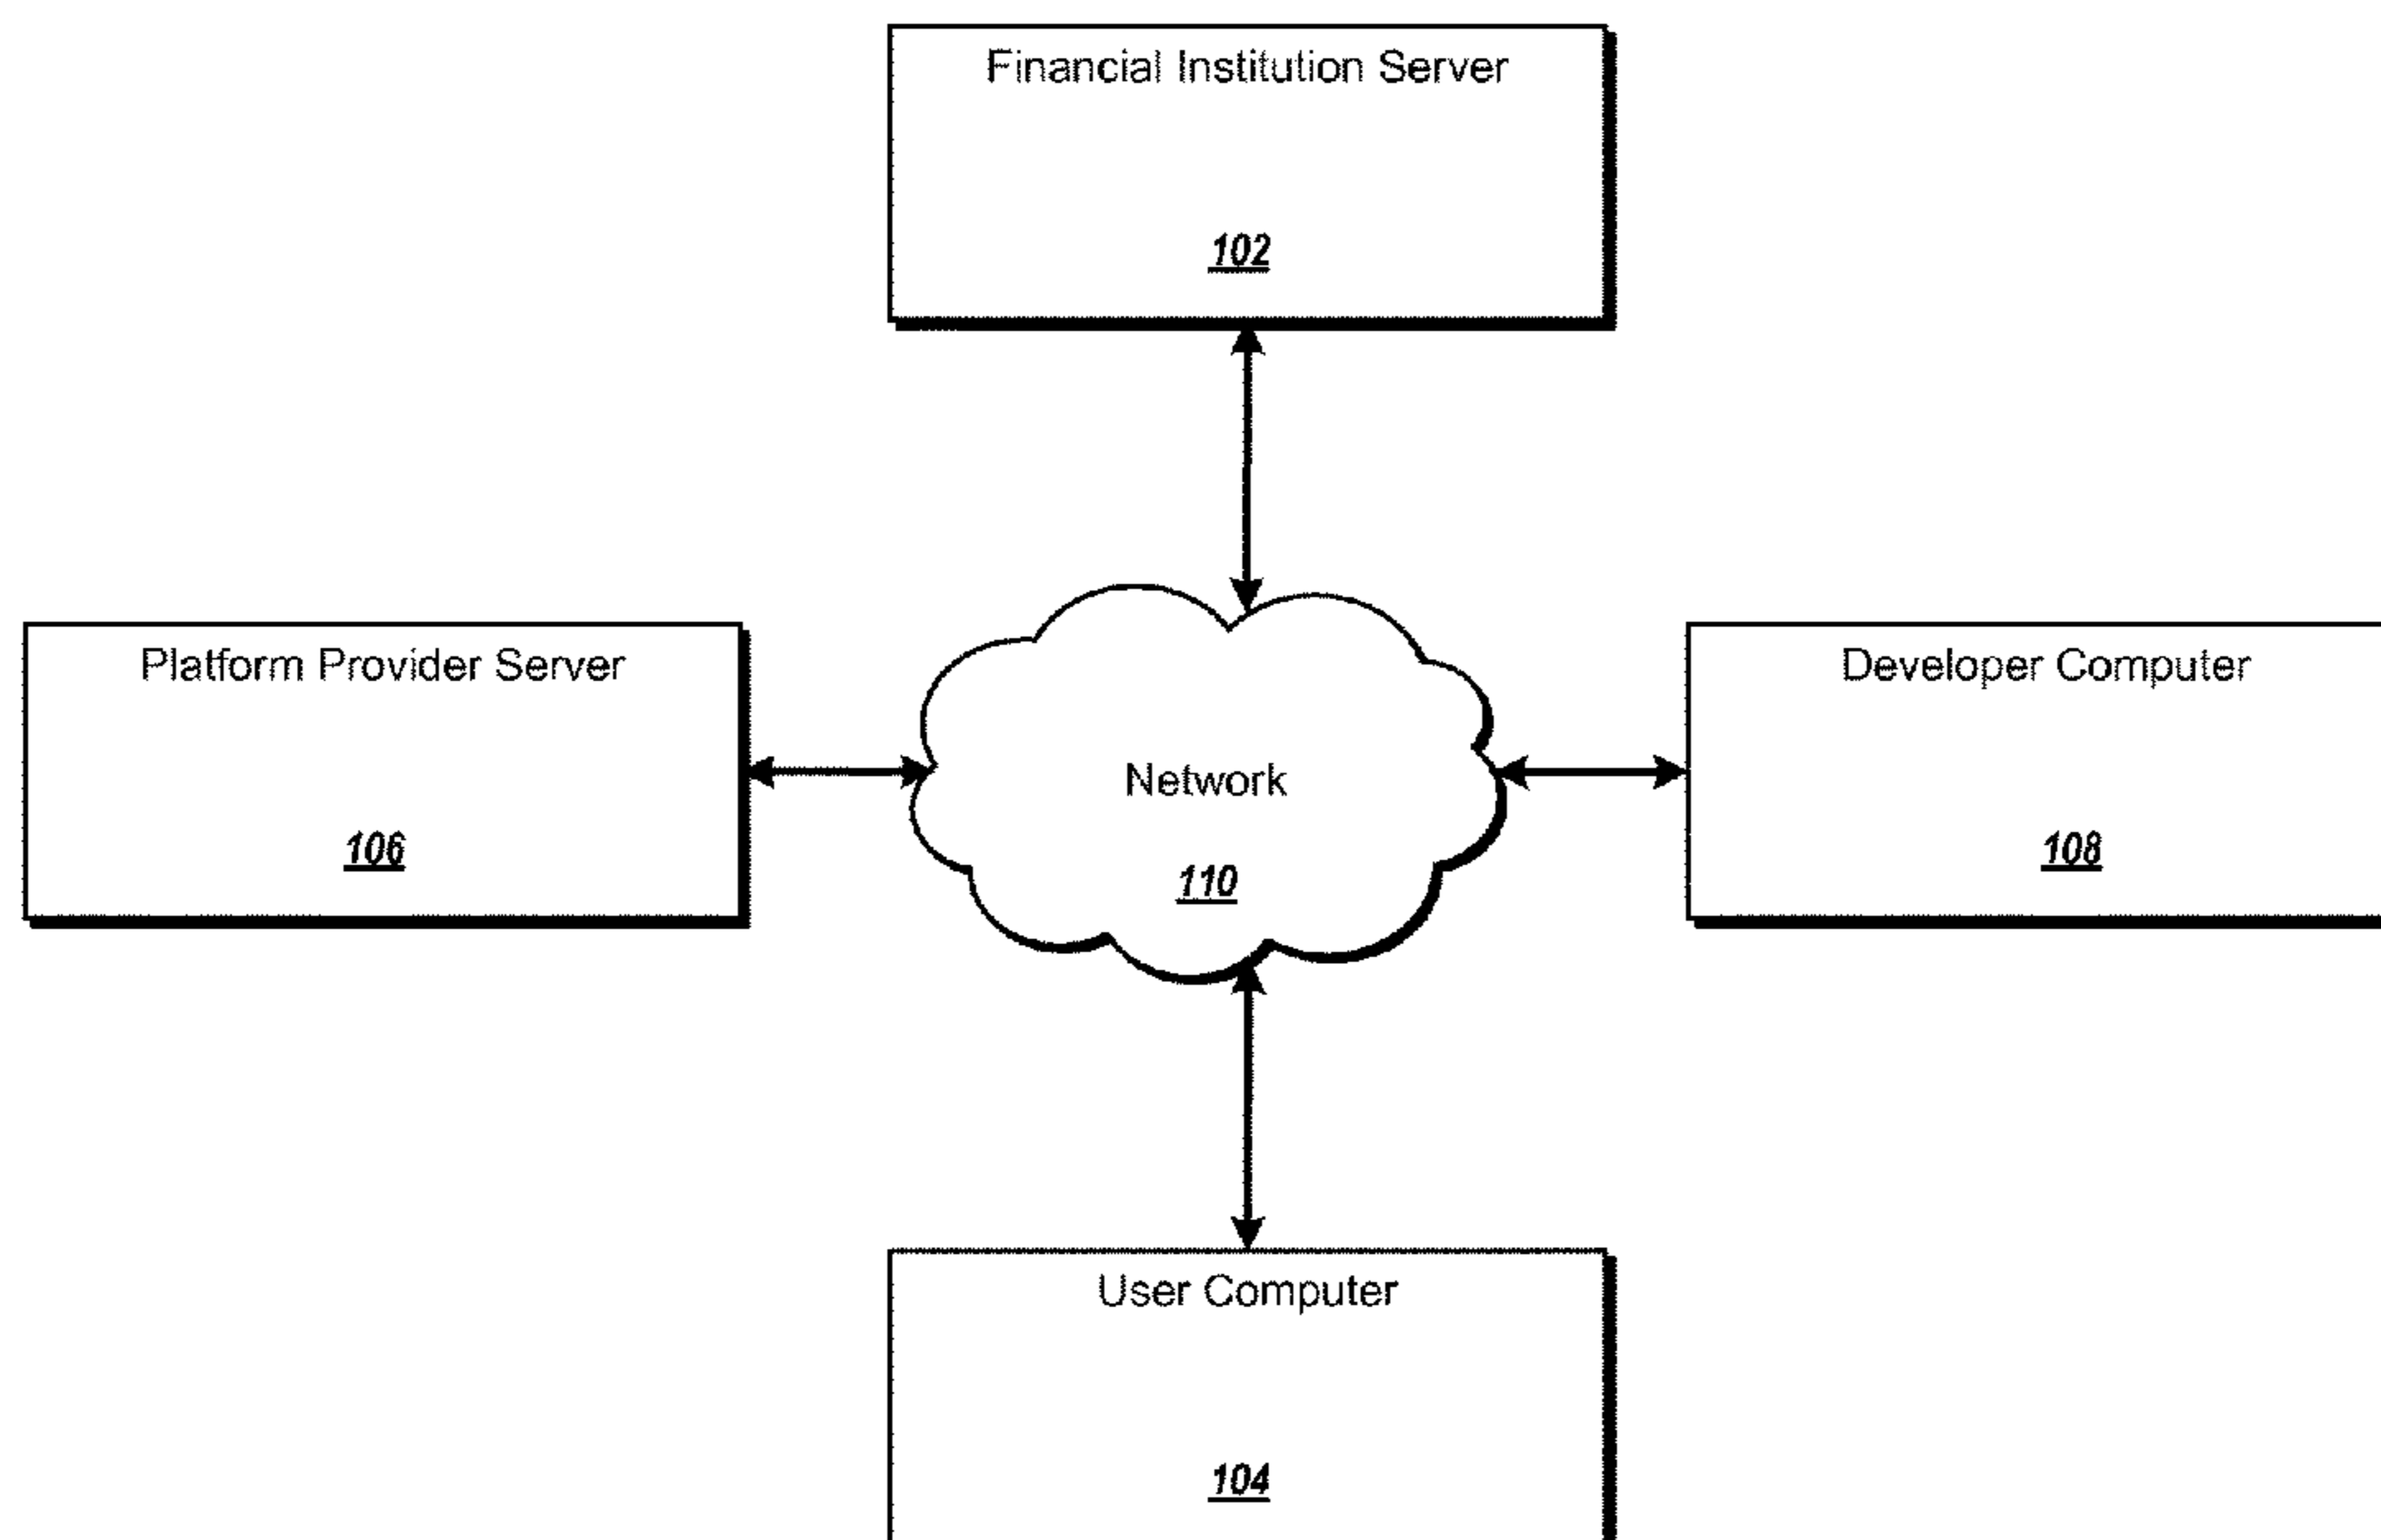 Financial Institution Server
102
Platform Provider Server
106
Network
110
Developer Computer
108
User Computer
104